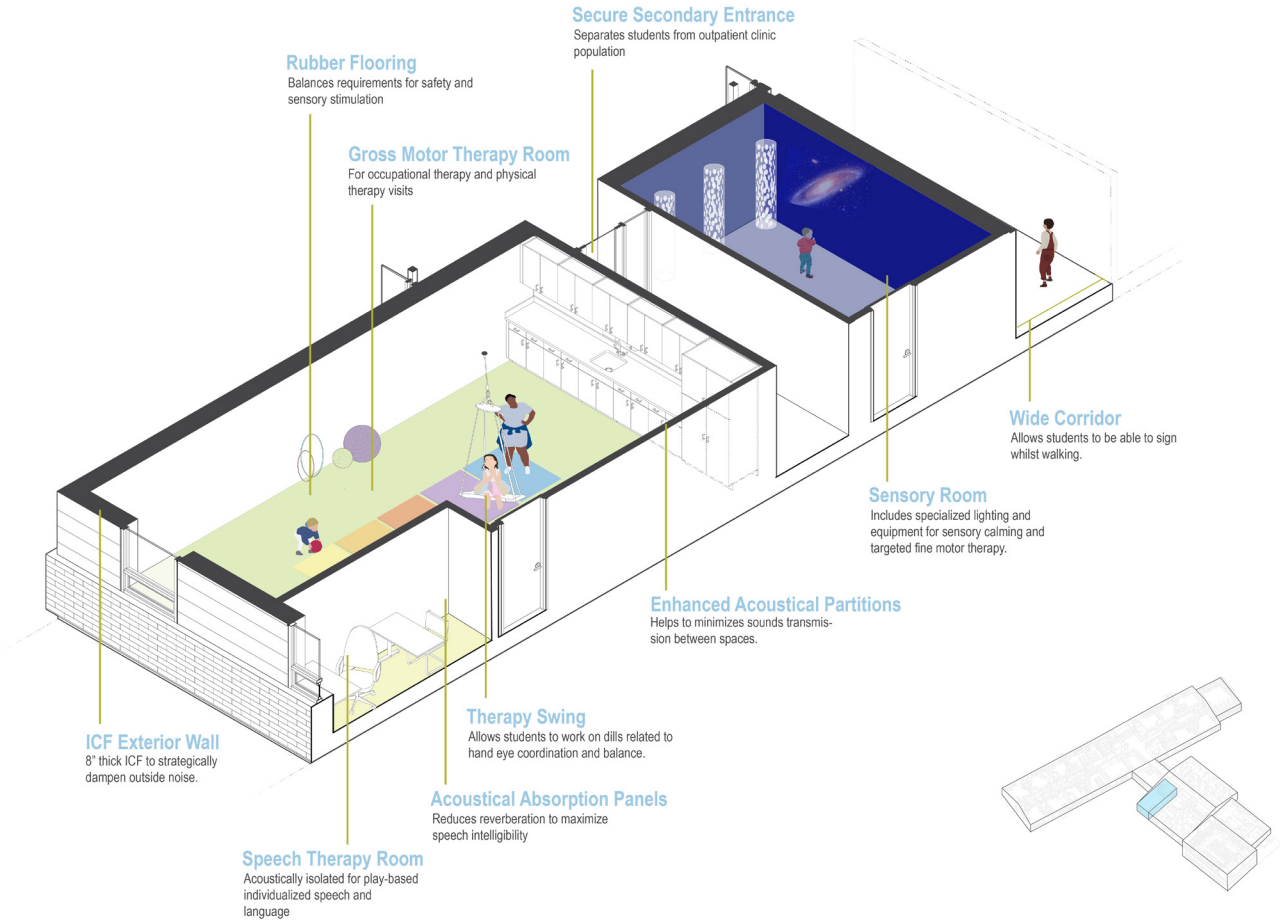 Secure Secondary Entrance
Separates students from outpatient clinic
population
Rubber Flooring
Balances requirements for safety and
sensory stimulation
Gross Motor Therapy Room
For occupational therapy and physical
therapy visits
Wide Corridor
Allows students to be able to sign
whilst walking.
Sensory Room
Includes specialized lighting and
equipment for sensory calming and
targeted fine motor therapy.
Enhanced Acoustical Partitions
Helps to minimizes sounds transmis-
sion between spaces.
Therapy Swing
Allows students to work on dills related to
hand eye coordination and balance.
ICF Exterior Wall
8” thick ICF to strategically
dampen outside noise.
Acoustical Absorption Panels
Reduces reverberation to maximize
speech intelligibility
Speech Therapy Room
Acoustically isolated for play-based
individualized speech and
language